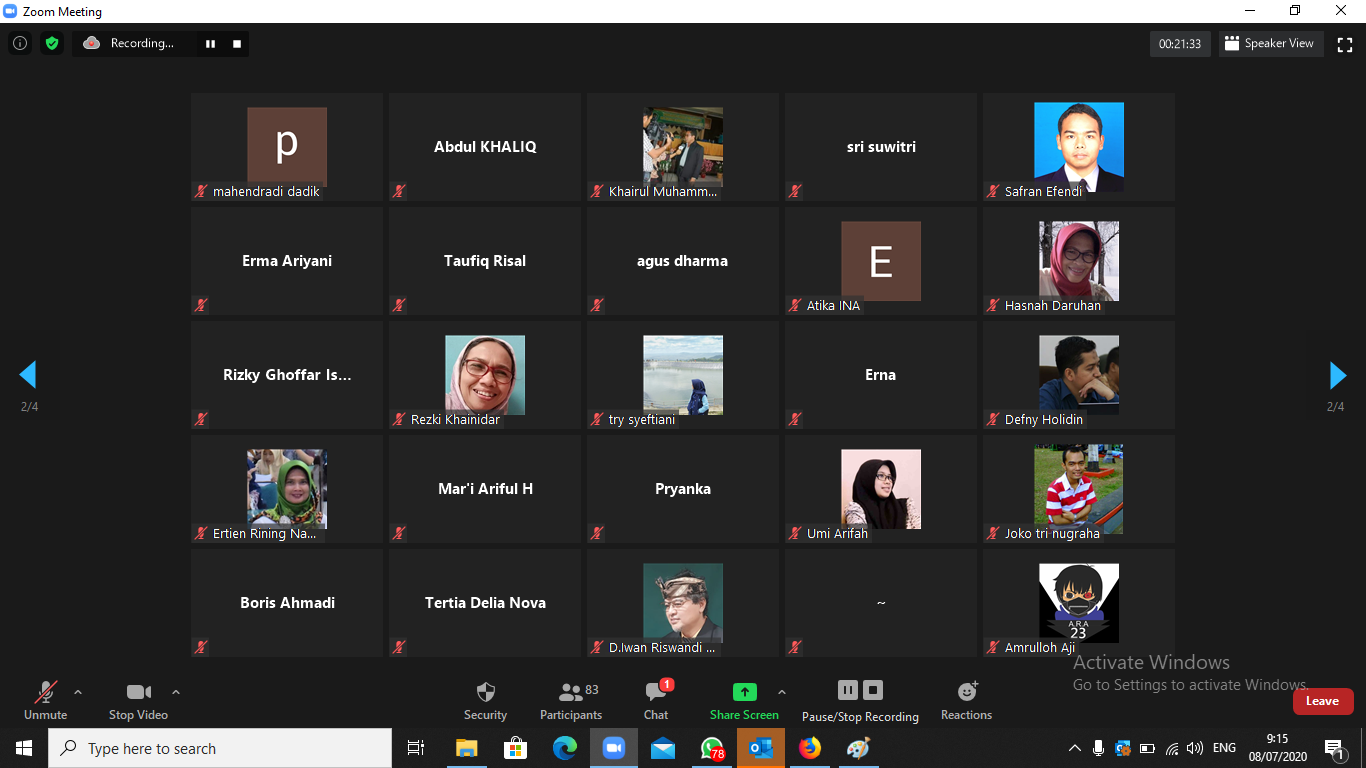 Zoom Meeting
Recording...
00:21:33
Speaker View
p
mahendradi dadik
Abdul KHALIQ
Khairul Muhamm...
sri suwitri
Safran Efendi
Erma Ariyani
Taufiq Risal
agus dharma
E
Atika INA
Hasnah Daruhan
Rizky Ghoffar Is...
Rezki Khainidar
try syeftiani
Erna
Defny Holidin
2/4
2/4
Ertien Rining Na...
Mar'i Ariful H
Pryanka
Umi Arifah
Joko tri nugraha
Boris Ahmadi
Tertia Delia Nova
D.Iwan Riswandi ...
~
ARA
23
Amrulloh Aji
Activate Windows
Go to Settings to activate Windows.
Unmute
Stop Video
Security
Participants
83
Chat
1
Share Screen
Pause/Stop Recording
Reactions
Leave
Type here to search
78
ENG
9:15
08/07/2020
1